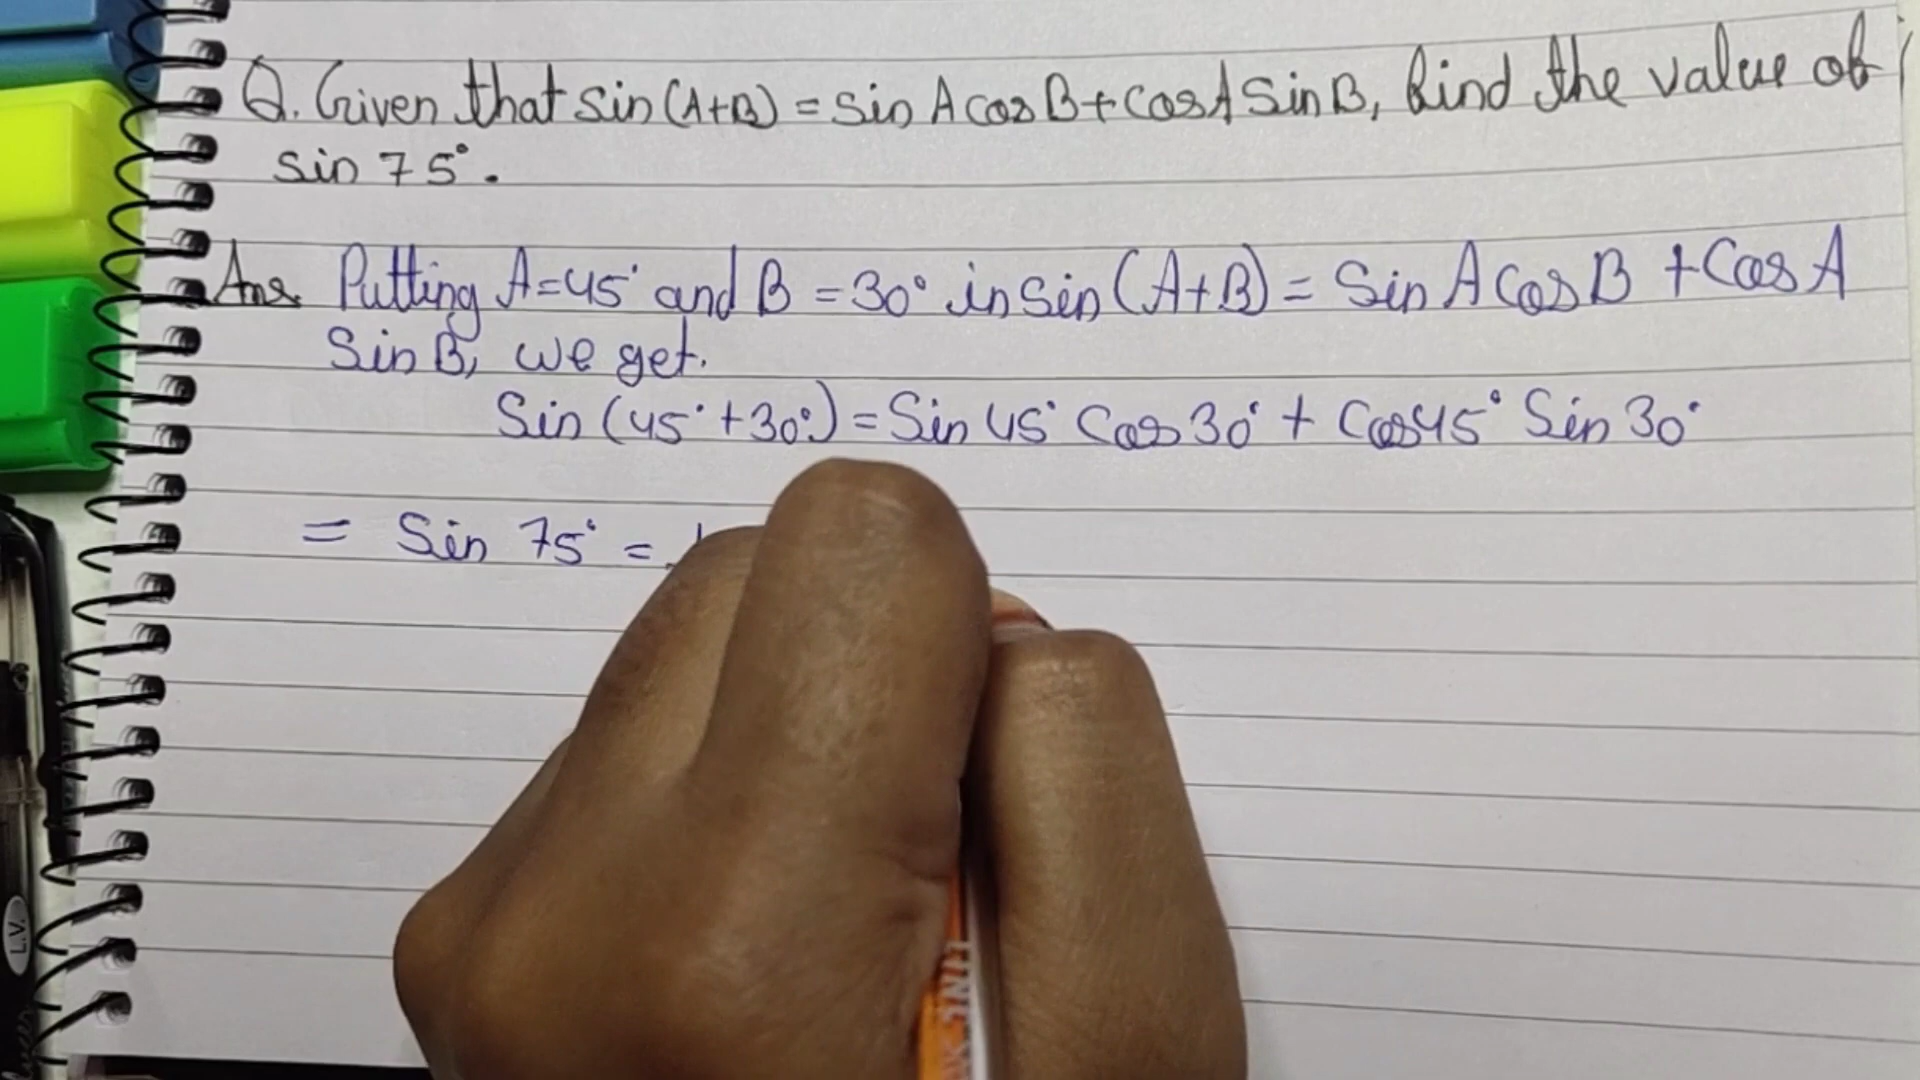 Q. Given that sin (A+B) = sin A cos B + cos A sin B, find the value of
sin 75°.
Ans Putting A=45° and B = 30° in sin (A+B) = Sin A Cos B + Cos A
Sin B, we get.
Sin (45° + 30°) = Sin 45° Cos 30° + Cos 45° Sin 30°
= Sin 75° = 1
L.V.